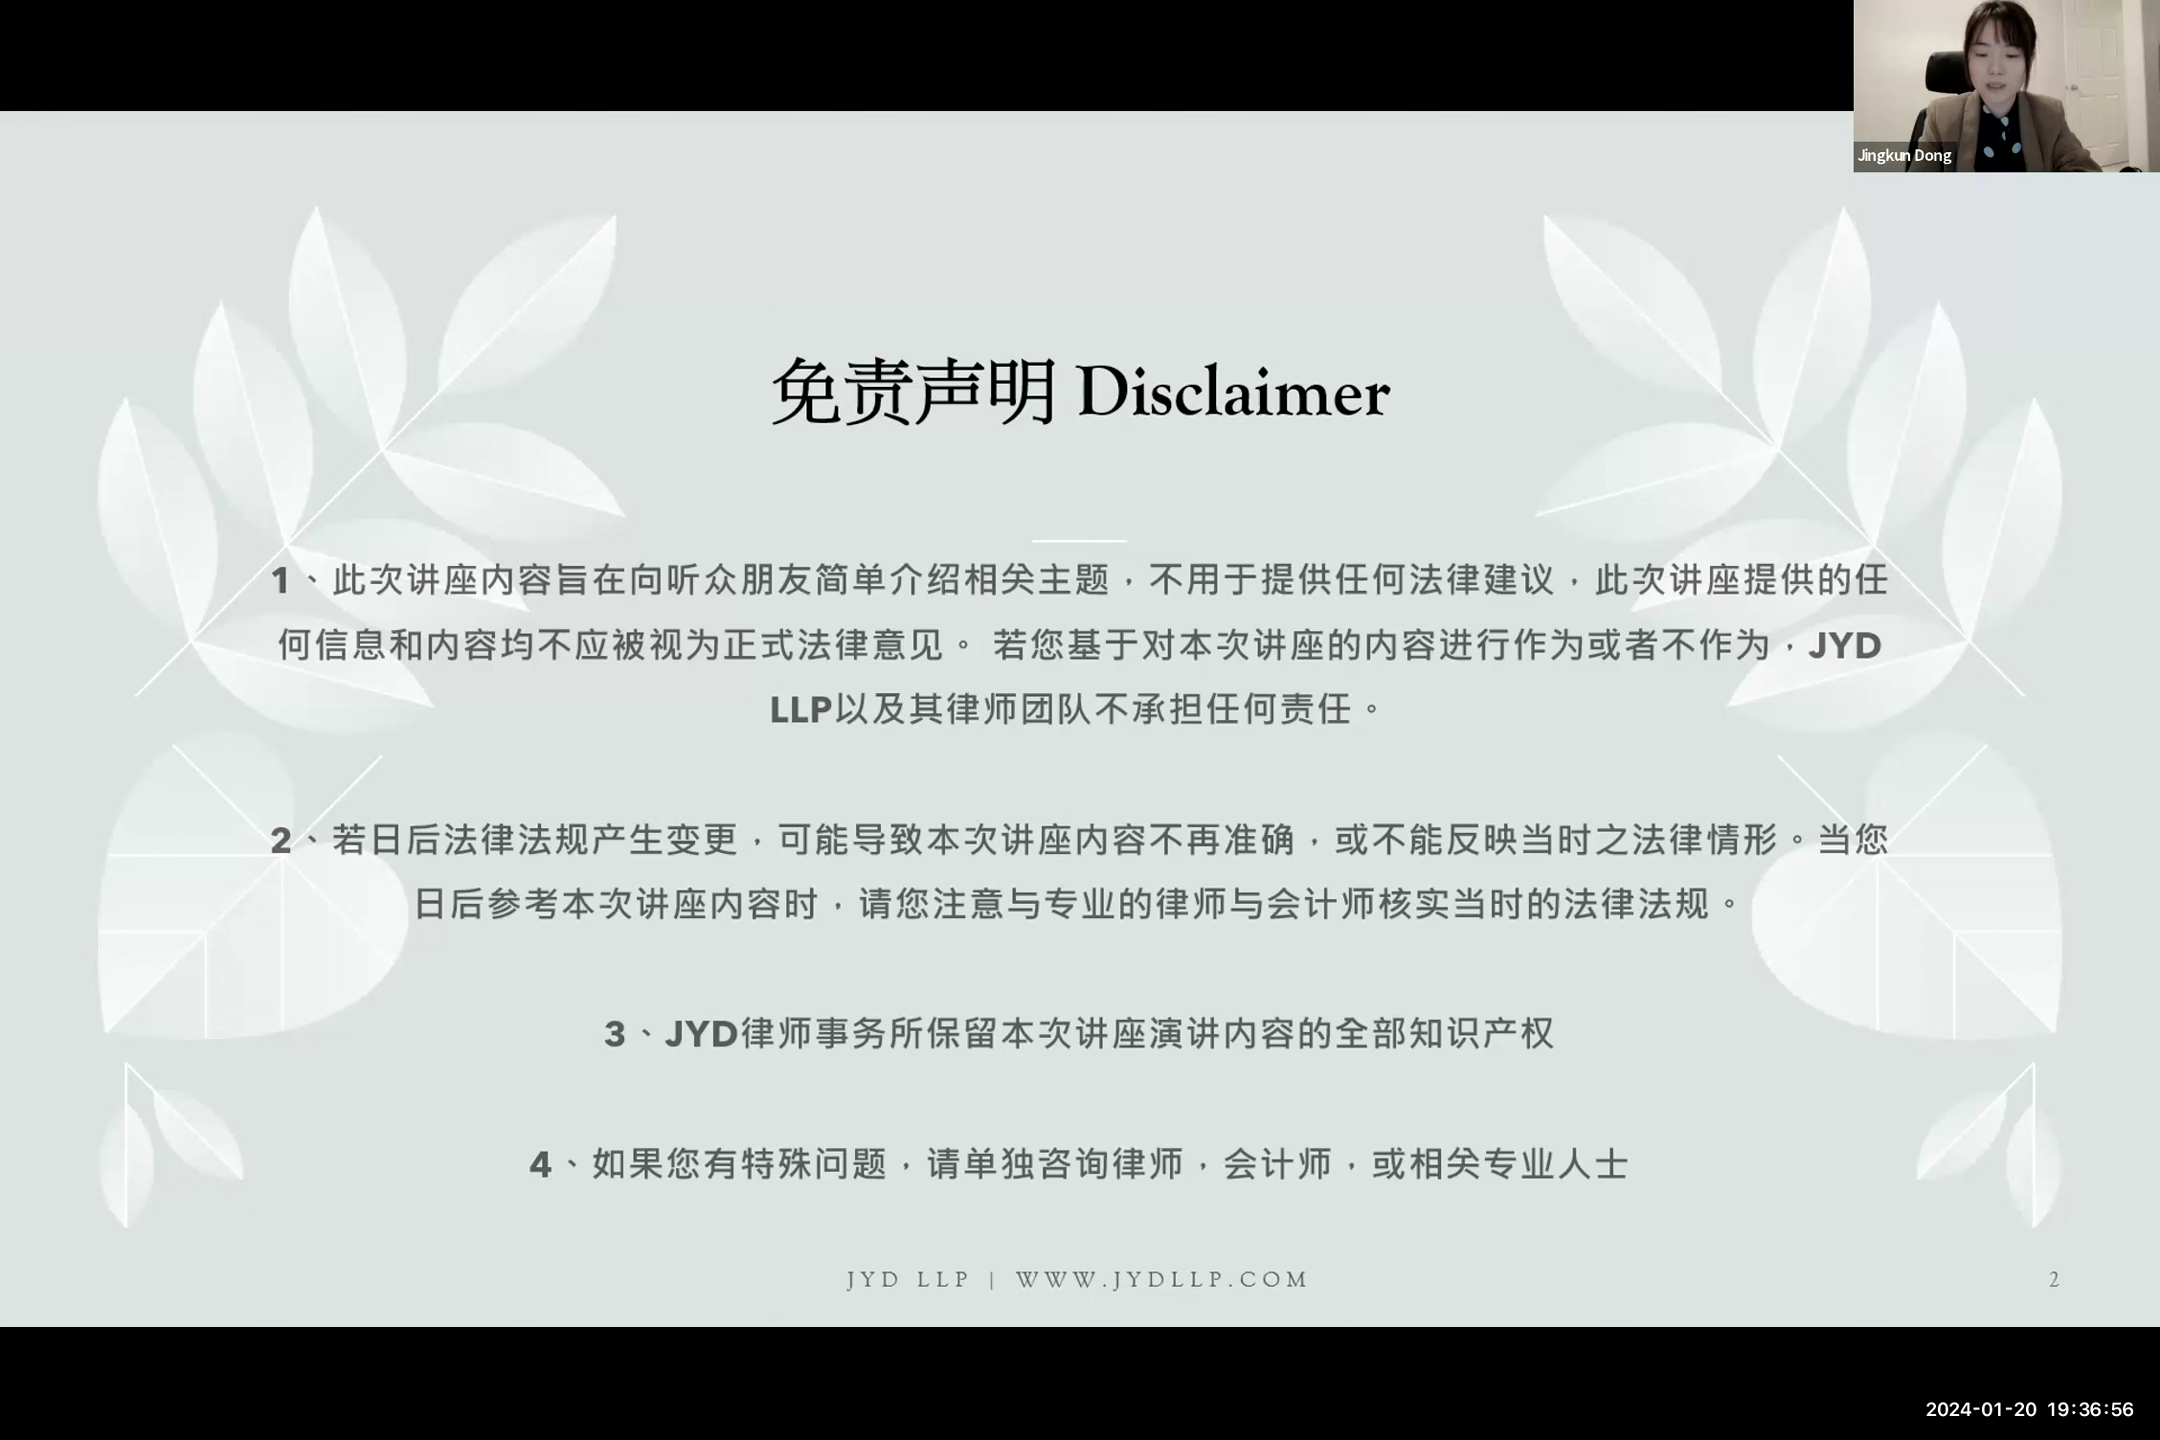 Jingkun Dong
免责声明 Disclaimer
1、此次讲座内容旨在向听众朋友简单介绍相关主题，不用于提供任何法律建议，此次讲座提供的任
何信息和内容均不应被视为正式法律意见。 若您基于对本次讲座的内容进行作为或者不作为，JYD
LLP以及其律师团队不承担任何责任。
2、若日后法律法规产生变更，可能导致本次讲座内容不再准确，或不能反映当时之法律情形。当您
日后参考本次讲座内容时，请您注意与专业的律师与会计师核实当时的法律法规。
3、JYD律师事务所保留本次讲座演讲内容的全部知识产权
4、如果您有特殊问题，请单独咨询律师，会计师，或相关专业人士
JYD LLP | WWW.JYDLLP.COM
2
2024-01-20 19:36:56